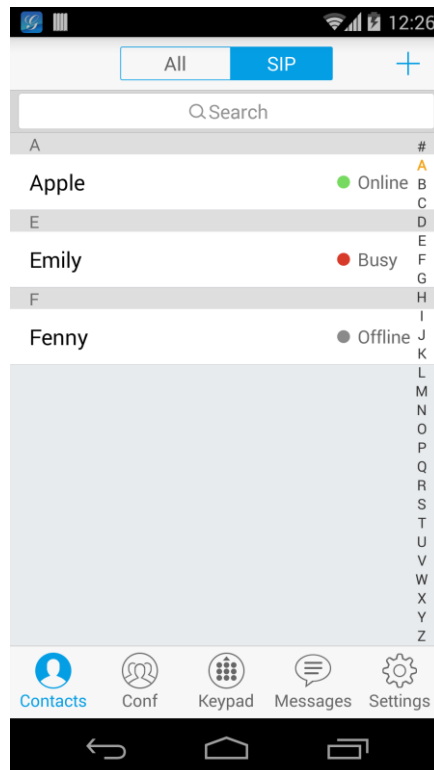 12:26
All SIP +
Search
A
Apple Online
E
Emily Busy
F
Fenny Offline
#
A
B
C
D
E
F
G
H
I
J
K
L
M
N
O
P
Q
R
S
T
U
V
W
X
Y
Z
Contacts Conf Keypad Messages Settings